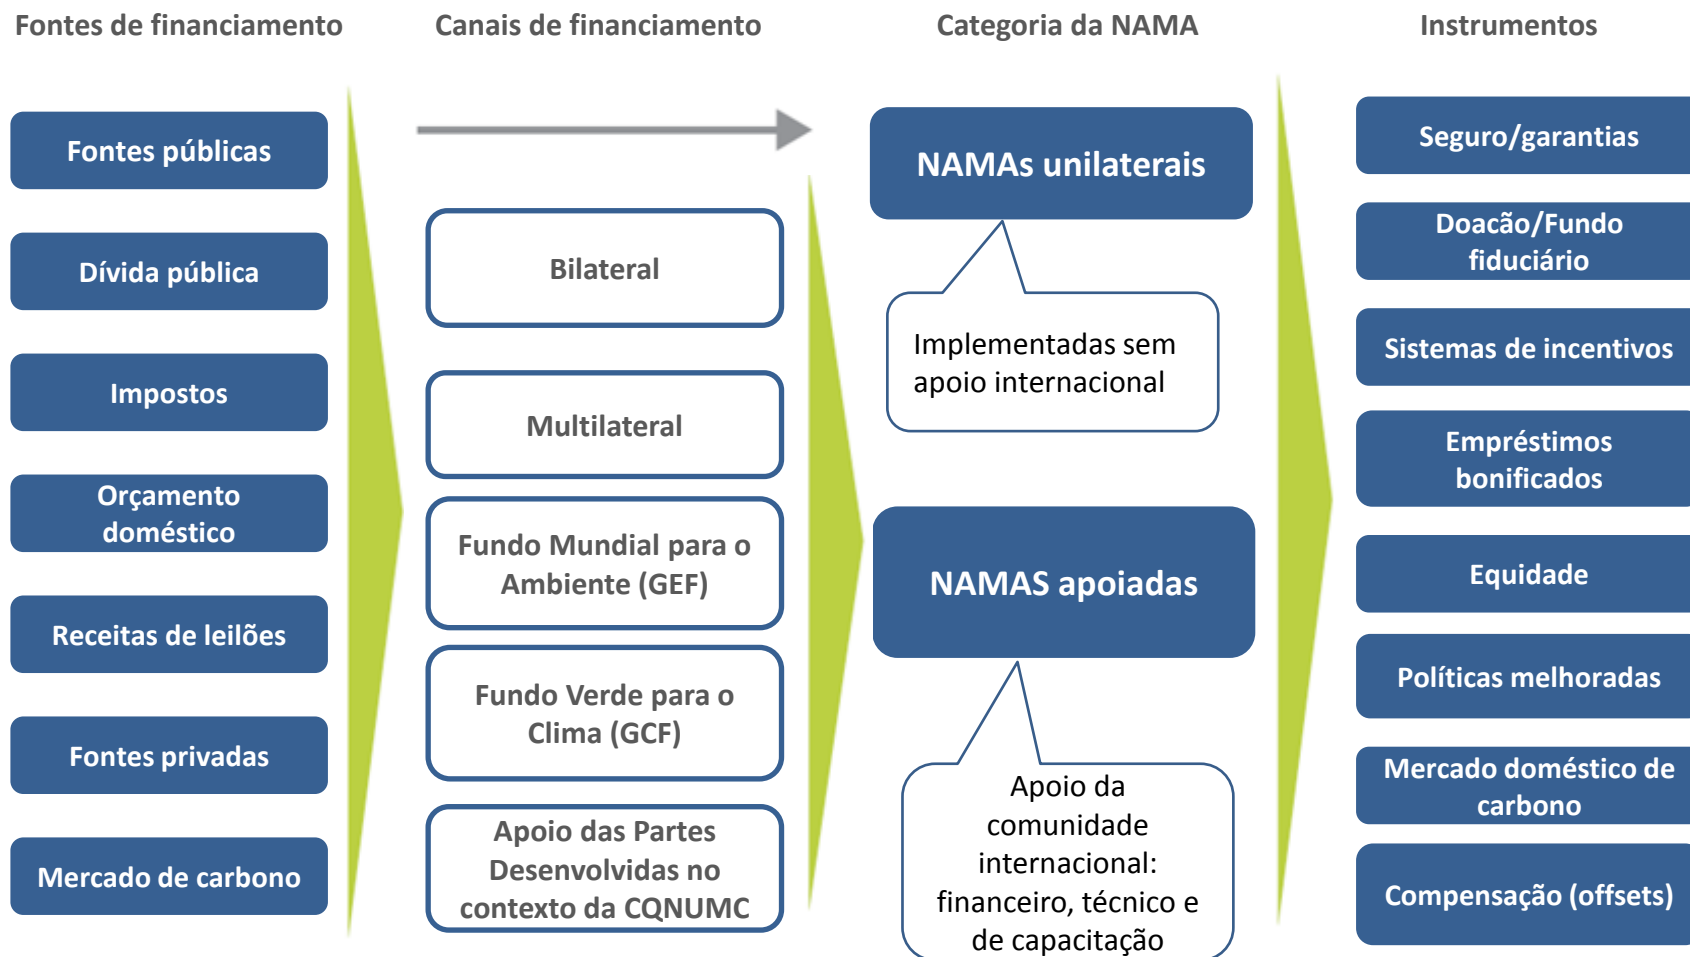 Fontes de financiamento
Canais de financiamento
Categoria da NAMA
Instrumentos
Fontes públicas
Dívida pública
Impostos
Orçamento
doméstico
Receitas de leilões
Fontes privadas
Mercado de carbono
Bilateral
Multilateral
Fundo Mundial para o
Ambiente (GEF)
Fundo Verde para o
Clima (GCF)
Apoio das Partes
Desenvolvidas no
contexto da CQNUMC
NAMAs unilaterais
Implementadas sem
apoio internacional
NAMAS apoiadas
Apoio da
comunidade
internacional:
financeiro, técnico e
de capacitação
Seguro/garantias
Doacão/Fundo
fiduciário
Sistemas de incentivos
Empréstimos
bonificados
Equidade
Políticas melhoradas
Mercado doméstico de
carbono
Compensação (offsets)